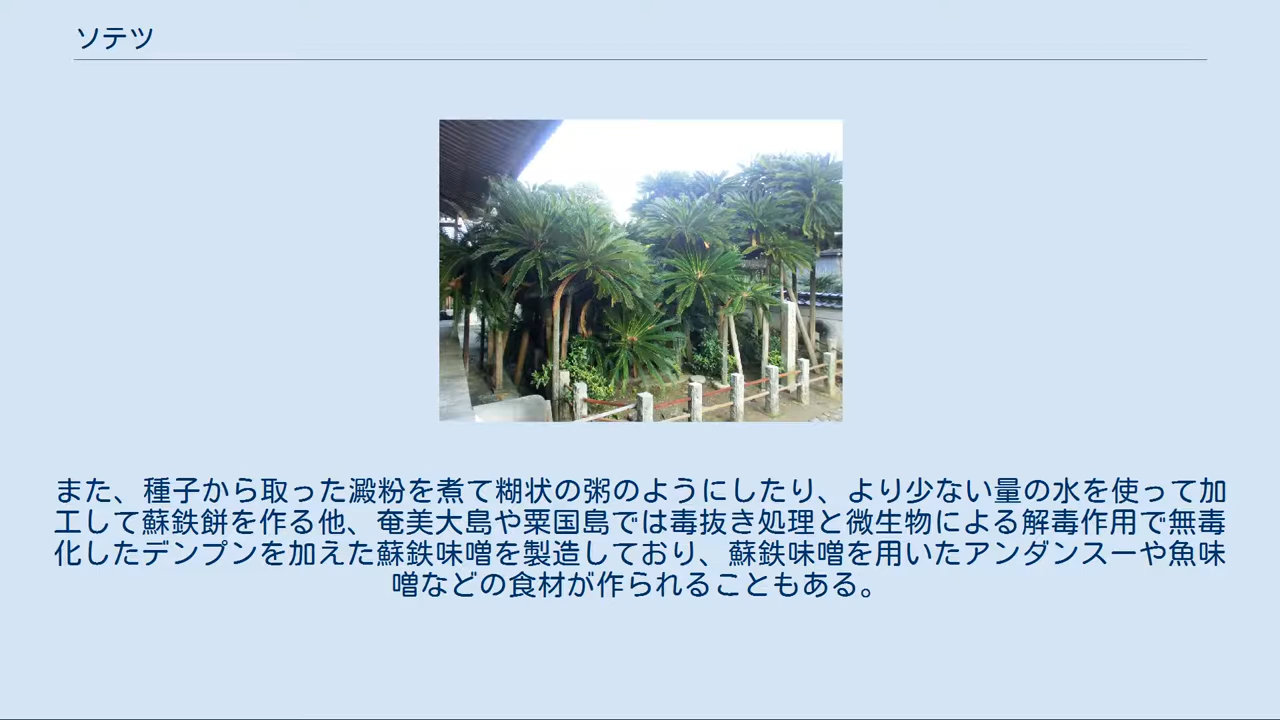 ソテツ
また、種子から取った澱粉を煮て糊状の粥のようにしたり、より少ない量の水を使って加
工して蘇鉄餅を作る他、奄美大島や粟国島では毒抜き処理と微生物による解毒作用で無毒
化したデンプンを加えた蘇鉄味噌を製造しており、蘇鉄味噌を用いたアンダンスーや魚味
噌などの食材が作られることもある。